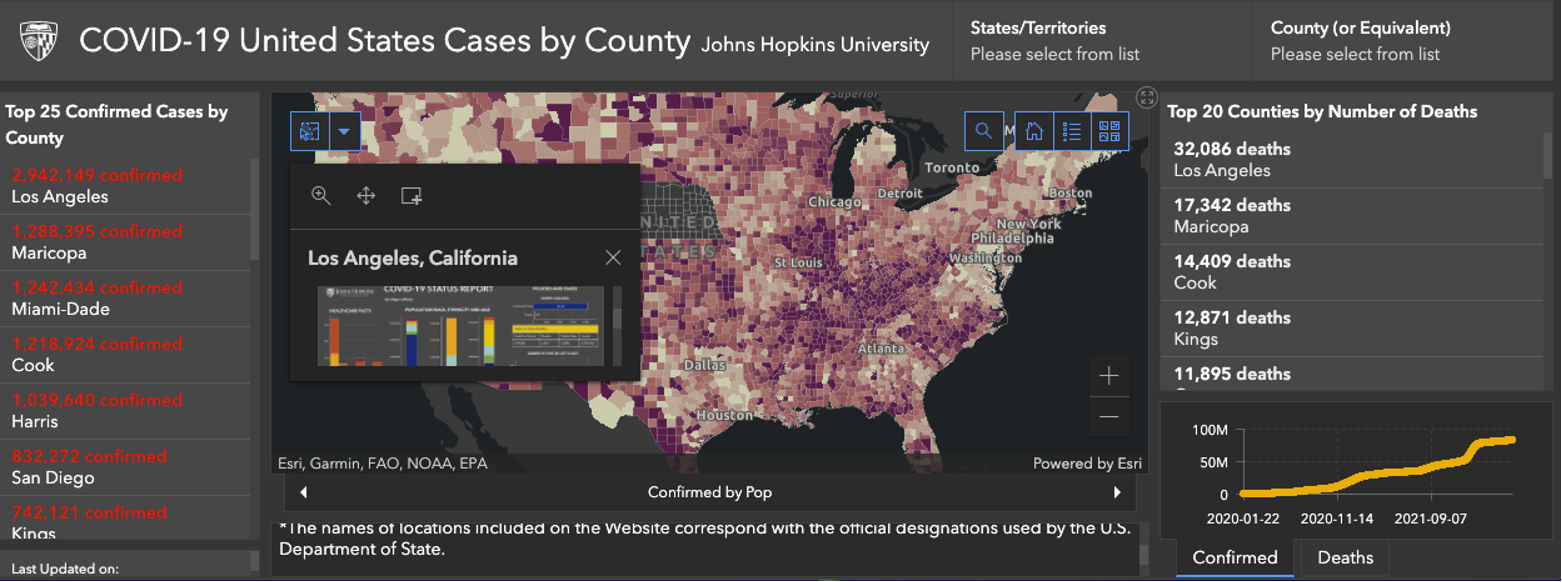 COVID-19 United States Cases by County Johns Hopkins University
States/Territories
Please select from list
County (or Equivalent)
Please select from list
Top 25 Confirmed Cases by
County
2,942,149 confirmed
Los Angeles
1,288,395 confirmed
Maricopa
1,242,434 confirmed
Miami-Dade
1,218,924 confirmed
Cook
1,039,640 confirmed
Harris
832,272 confirmed
San Diego
742,121 confirmed
Kings
Last Updated on:
Superior
M
Toronto
Detroit
Boston
Chicago
New York
Philadelphia
UNITED
STATES
Washington
St Louis
Atlanta
Dallas
Houston
Los Angeles, California
COVID-19 STATUS REPORT
HEALTHCARE FACTS
POPULATION RACE, ETHNICITY AND AGE
Esri, Garmin, FAO, NOAA, EPA
Powered by Esri
Confirmed by Pop
*The names of locations included on the Website correspond with the official designations used by the U.S.
Department of State.
Top 20 Counties by Number of Deaths
32,086 deaths
Los Angeles
17,342 deaths
Maricopa
14,409 deaths
Cook
12,871 deaths
Kings
11,895 deaths
100M
50M
0
2020-01-22 2020-11-14 2021-09-07
Confirmed
Deaths